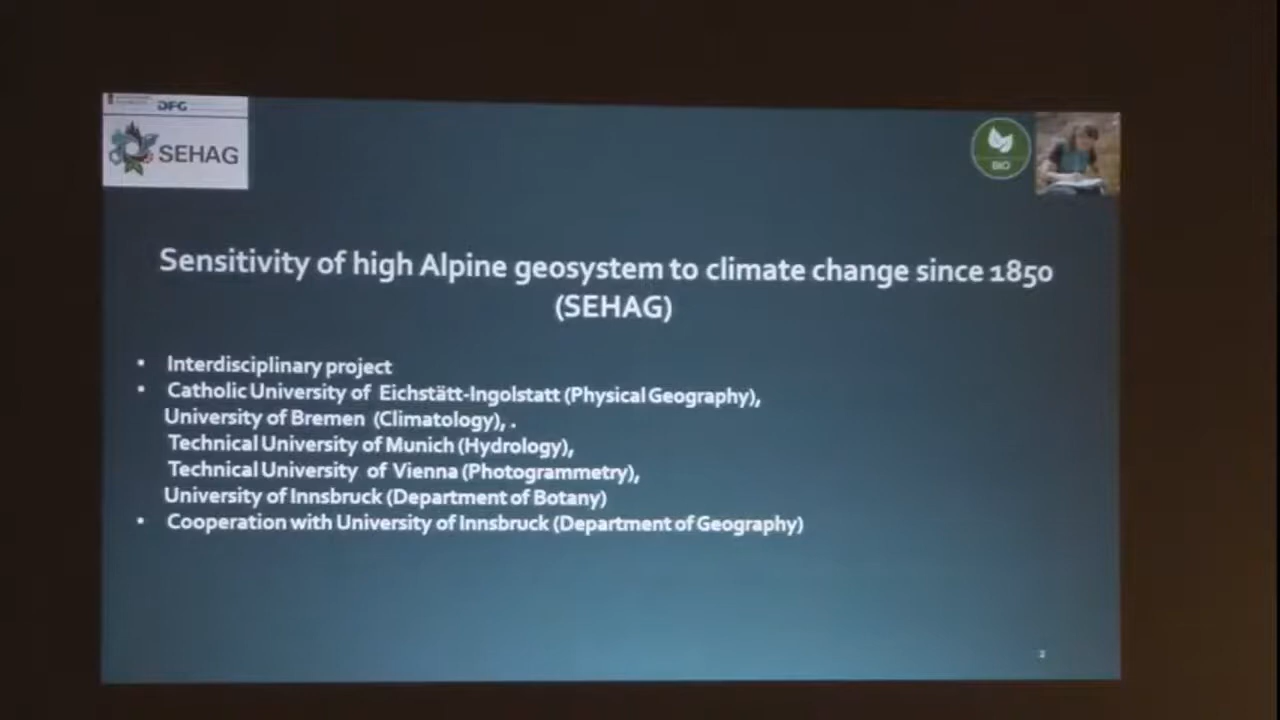 DFG
SEHAG
BIO
Sensitivity of high Alpine geosystem to climate change since 1850
(SEHAG)
• Interdisciplinary project
• Catholic University of Eichstätt-Ingolstatt (Physical Geography),
University of Bremen (Climatology), .
Technical University of Munich (Hydrology),
Technical University of Vienna (Photogrammetry),
University of Innsbruck (Department of Botany)
• Cooperation with University of Innsbruck (Department of Geography)
2